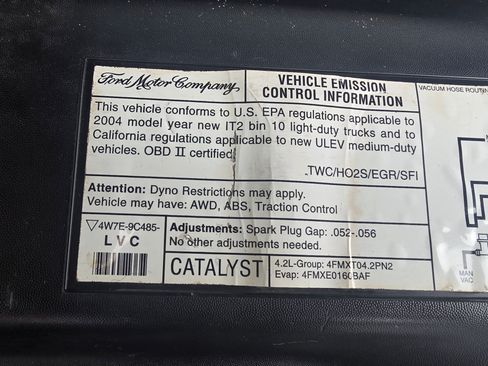 Ford Motor Company
VEHICLE EMISSION
CONTROL INFORMATION
VACUUM HOSE ROUTIN
This vehicle conforms to U.S. EPA regulations applicable to
2004 model year new IT2 bin 10 light-duty trucks and to
California regulations applicable to new ULEV medium-duty
vehicles. OBD II certified
TWC/HO2S/EGR/SFI
Attention: Dyno Restrictions may apply.
Vehicle may have: AWD, ABS, Traction Control
4W7E-9C485-
LVC
Adjustments: Spark Plug Gap: .052-.056
No other adjustments needed.
CATALYST
4.2L-Group: 4FMXT04.2PN2
Evap: 4FMXE0160BAF
MAN
VAC